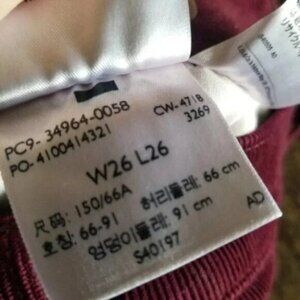 PC9- 34964-0058
PO-4100414321
CW-4718
3269
W26 L26
尺码: 150/66A
호칭: 66-91
허리둘레: 66 cm
엉덩이둘레: 91 cm
S40197
AD